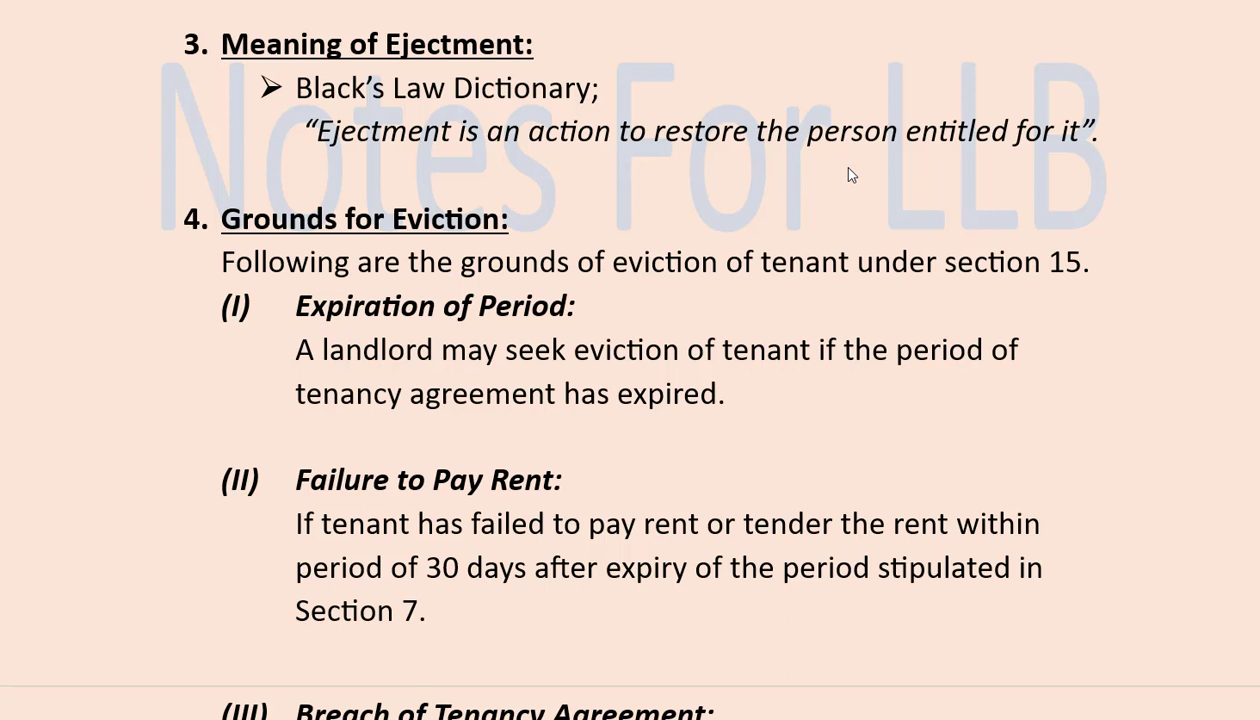 3. Meaning of Ejectment:
➢ Black's Law Dictionary;
“Ejectment is an action to restore the person entitled for it”.
Notes For LLB
4. Grounds for Eviction:
Following are the grounds of eviction of tenant under section 15.
(I) Expiration of Period:
A landlord may seek eviction of tenant if the period of
tenancy agreement has expired.
(II) Failure to Pay Rent:
If tenant has failed to pay rent or tender the rent within
period of 30 days after expiry of the period stipulated in
Section 7.
(III) Breach of Tenancy Agreement: